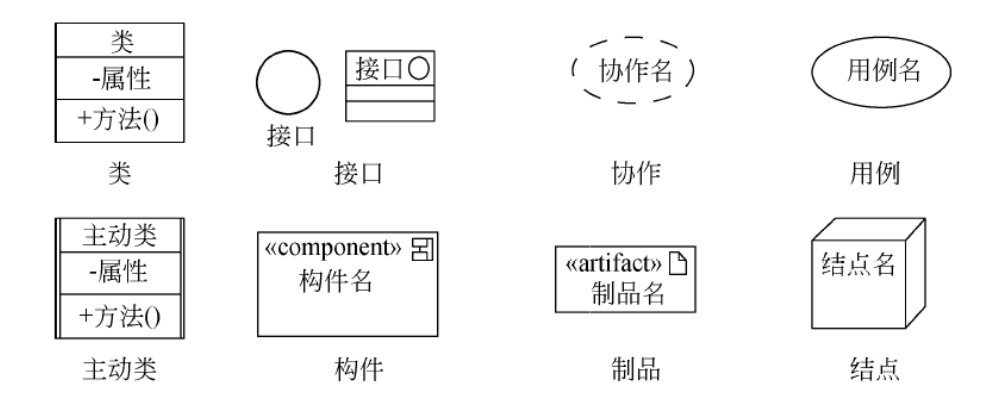 类
-属性
+方法()
类
接口
接口
接口
协作名
协作
用例名
用例
主动类
-属性
+方法()
主动类
«component»
构件名
构件
«artifact»
制品名
制品
结点名
结点